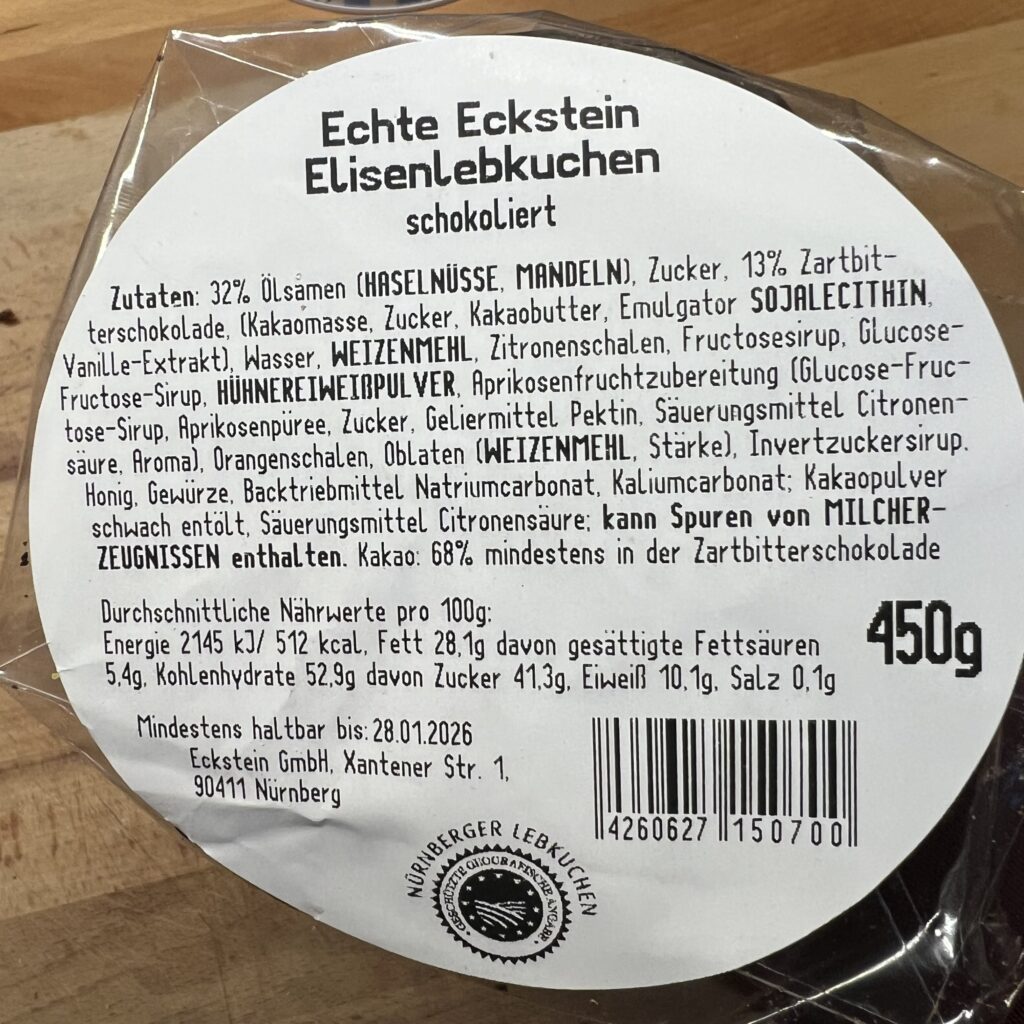 Echte Eckstein
Elisenlebkuchen
schokoliert
Zutaten: 32% Ölsamen (HASELNÜSSE, MANDELN), Zucker, 13% Zartbit-
terschokolade, (Kakaomasse, Zucker, Kakaobutter, Emulgator SOJALECITHIN,
Vanille-Extrakt), Wasser, WEIZENMEHL, Zitronenschalen, Fructosesirup, Glucose-
Fructose-Sirup, HÜHNEREIWEIßPULVER, Aprikosenfruchtzubereitung (Glucose-Fruc-
tose-Sirup, Aprikosenpüree, Zucker, Geliermittel Pektin, Säuerungsmittel Citronen-
säure, Aroma), Orangenschalen, Oblaten (WEIZENMEHL, Stärke), Invertzuckersirup.
Honig, Gewürze, Backtriebmittel Natriumcarbonat, Kaliumcarbonat; Kakaopulver
schwach entölt, Säuerungsmittel Citronensäure; kann Spuren von MILCHER-
ZEUGNISSEN enthalten. Kakao: 68% mindestens in der Zartbitterschokolade
Durchschnittliche Nährwerte pro 100g:
Energie 2145 kJ/ 512 kcal, Fett 28,1g davon gesättigte Fettsäuren
5,4g, Kohlenhydrate 52,9g davon Zucker 41,3g, Eiweiß 10,1g, Salz 0,1g
450g
Mindestens haltbar bis: 28.01.2026
Eckstein GmbH, Xantener Str. 1,
90411 Nürnberg
4260627 150700
NÜRNBERGER LEBKUCHEN
GESCHÜTZTE GEOGRAFISCHE ANGABE